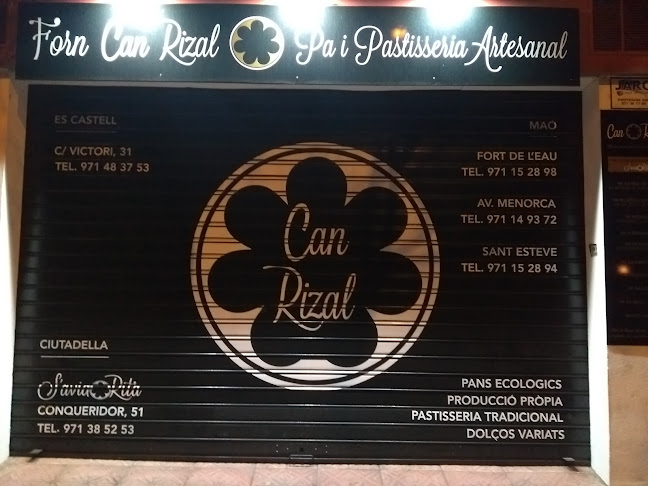 Forn Can Rizal Pa i Pastisseria Artesanal
ES CASTELL
C/ VICTORI, 31
TEL. 971 48 37 53
MAÓ
FORT DE L'EAU
TEL. 971 15 28 98
AV. MENORCA
TEL. 971 14 93 72
SANT ESTEVE
TEL. 971 15 28 94
Can
Rizal
CIUTADELLA
Savia Rita
CONQUERIDOR, 51
TEL. 971 38 52 53
PANS ECOLOGICS
PRODUCCIÓ PRÒPIA
PASTISSERIA TRADICIONAL
DOLÇOS VARIATS
Can